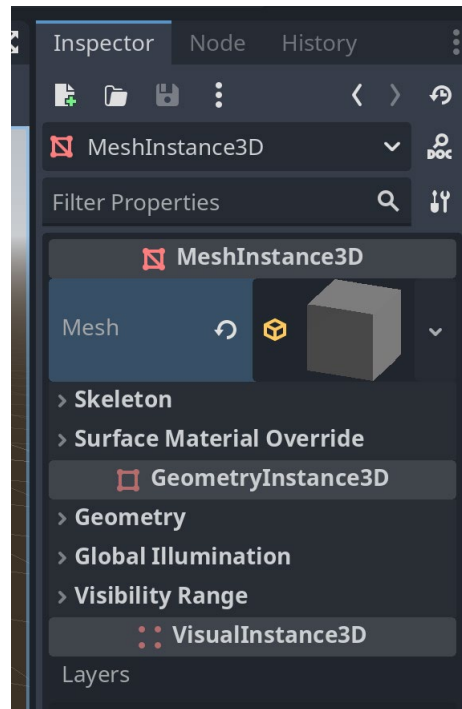 Inspector Node History
MeshInstance3D
DOC
Filter Properties
MeshInstance3D
Mesh
Skeleton
Surface Material Override
GeometryInstance3D
Geometry
Global Illumination
Visibility Range
VisualInstance3D
Layers